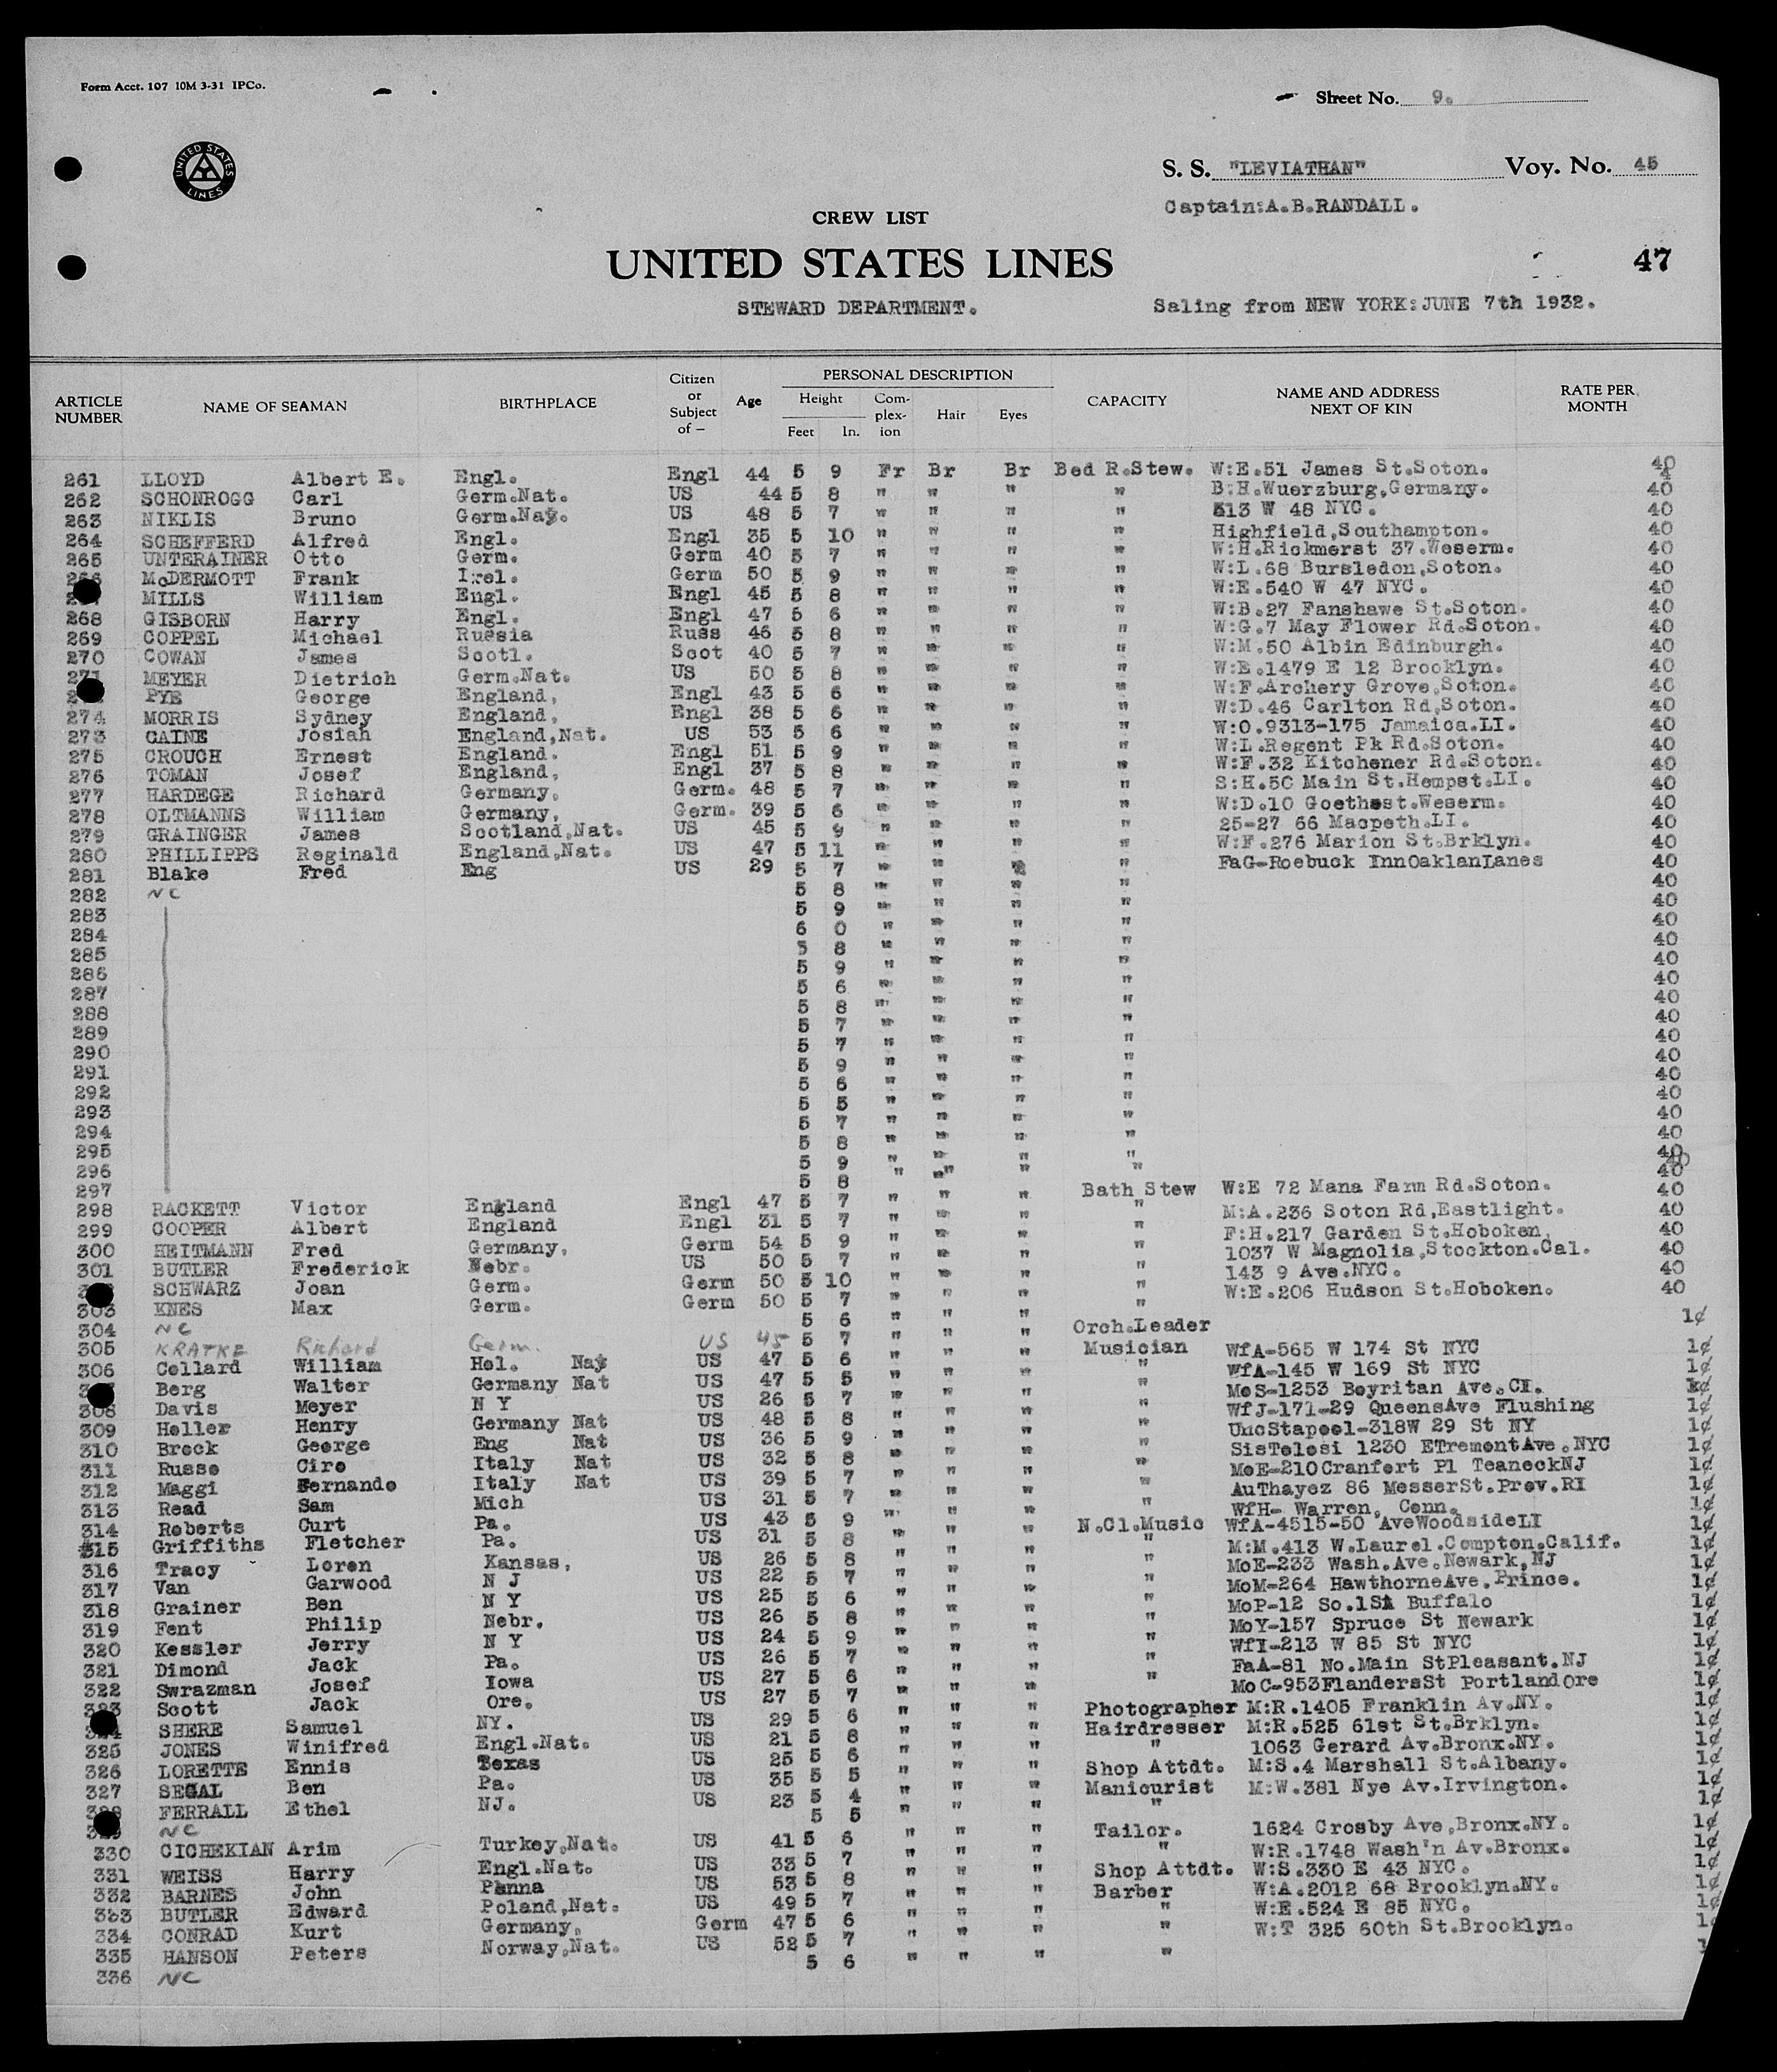 Form Acct. 107 10M 3-31 IPCo.
Sheet No. 9.
UNITED STATES LINES
S. S. "LEVIATHAN" Voy. No. 45
Captain:A.B.RANDALL.
CREW LIST
UNITED STATES LINES
47
STEWARD DEPARTMENT.
Saling from NEW YORK:JUNE 7th 1932.
ARTICLE NUMBER NAME OF SEAMAN BIRTHPLACE Citizen or Subject of — Age PERSONAL DESCRIPTION Height Feet In. Com-plex-ion Hair Eyes CAPACITY NAME AND ADDRESS NEXT OF KIN RATE PER MONTH
261 LLOYD Albert E. Engl. Engl 44 5 9 Fr Br Br Bed R.Stew. W:E.51 James St.Soton. 40
262 SCHONROGG Carl Germ.Nat. US 44 5 8 " " " " B:H.Wuerzburg,Germany. 40
263 NIKLIS Bruno Germ.Nat. US 48 5 7 " " " " 513 W 48 NYC. 40
264 SCHEFFERD Alfred Engl. Engl 35 5 10 " " " " Highfield,Southampton. 40
265 UNTERAINER Otto Germ. Germ 40 5 7 " " " " W:H.Rickmerst 37.Weserm. 40
266 McDERMOTT Frank Irel. Germ 50 5 9 " " " " W:L.68 Bursledon,Soton. 40
MILLS William Engl. Engl 45 5 8 " " " " W:E.540 W 47 NYC. 40
268 GISBORN Harry Engl. Engl 47 5 6 " " " " W:B.27 Fanshawe St.Soton. 40
269 COPPEL Michael Russia Russ 46 5 8 " " " " W:G.7 May Flower Rd.Soton. 40
270 COWAN James Scotl. Scot 40 5 7 " " " " W:M.50 Albin Edinburgh. 40
271 MEYER Dietrich Germ.Nat. US 50 5 8 " " " " W:E.1479 E 12 Brooklyn. 40
PYE George England, Engl 43 5 6 " " " " W:F.Archery Grove,Soton. 40
274 MORRIS Sydney England, Engl 38 5 6 " " " " W:D.46 Carlton Rd,Soton. 40
273 CAINE Josiah England,Nat. US 53 5 6 " " " " W:O.9313-175 Jamaica.LI. 40
275 CROUCH Ernest England. Engl 51 5 9 " " " " W:L.Regent Pk Rd.Soton. 40
276 TOMAN Josef England, Engl 37 5 8 " " " " W:F.32 Kitchener Rd.Soton. 40
277 HARDEGE Richard Germany, Germ. 48 5 7 " " " " S:H.50 Main St.Hempst.LI. 40
278 OLTMANNS William Germany, Germ. 39 5 6 " " " " W:D.10 Goethest.Weserm. 40
279 GRAINGER James Scotland,Nat. US 45 5 9 " " " " 25-27 66 Macpeth.LI. 40
280 PHILLIPPS Reginald England,Nat. US 47 5 11 " " " " W:F.276 Marion St.Brklyn. 40
281 Blake Fred Eng US 29 5 7 " " " " FaG-Roebuck InnOaklanLanes 40
282 NC 5 8 " " " " 40
283 5 9 " " " " 40
284 6 0 " " " " 40
285 5 8 " " " " 40
286 5 9 " " " " 40
287 5 6 " " " " 40
288 5 8 " " " " 40
289 5 7 " " " " 40
290 5 7 " " " " 40
291 5 9 " " " " 40
292 5 6 " " " " 40
293 5 5 " " " " 40
294 5 7 " " " " 40
295 5 8 " " " " 40
296 5 9 " " " " 40
297 5 8 " " " " 40
298 RACKETT Victor England Engl 47 5 7 " " " Bath Stew W:E 72 Mana Farm Rd.Soton. 40
299 COOPER Albert England Engl 31 5 7 " " " " M:A.236 Soton Rd,Eastlight. 40
300 HEITMANN Fred Germany, Germ 54 5 9 " " " " F:H.217 Garden St.Hoboken, 40
301 BUTLER Frederick Nebr. US 50 5 7 " " " " 1037 W Magnolia,Stockton.Cal. 40
SCHWARZ Joan Germ. Germ 50 5 10 " " " " 143 9 Ave.NYC. 40
303 KNES Max Germ. Germ 50 5 7 " " " " W:E.206 Hudson St.Hoboken. 40
304 NC 5 6 " " " Orch.Leader 1¢
305 KRATKE Richard Germ. US 45 5 7 " " " Musician WfA-565 W 174 St NYC 1¢
306 Collard William Hol. Nat US 47 5 6 " " " " WfA-145 W 169 St NYC 1¢
Berg Walter Germany Nat US 47 5 5 " " " " MoS-1253 Beyritan Ave.CI. 1¢
308 Davis Meyer N Y US 26 5 7 " " " " WfJ-171-29 QueensAve Flushing 1¢
309 Heller Henry Germany Nat US 48 5 8 " " " " UncStapeel-318W 29 St NY 1¢
310 Brock George Eng Nat US 36 5 9 " " " " SisTelesi 1230 ETremontAve.NYC 1¢
311 Russo Ciro Italy Nat US 32 5 8 " " " " MoE-210Cranfort Pl TeaneckNJ 1¢
312 Maggi Fernando Italy Nat US 39 5 7 " " " " AuThayez 86 MesserSt.Prov.RI 1¢
313 Read Sam Mich US 31 5 7 " " " " WfH- Warren, Conn. 1¢
314 Roberts Curt Pa. US 43 5 9 " " " N.Cl.Music WfA-4515-50 AveWoodsideLI 1¢
315 Griffiths Fletcher Pa. US 31 5 8 " " " " M:M.413 W.Laurel.Compton.Calif. 1¢
316 Tracy Loren Kansas, US 26 5 8 " " " " MoE-233 Wash.Ave.Newark,NJ 1¢
317 Van Garwood N J US 22 5 7 " " " " MoM-264 HawthorneAve.Prince. 1¢
318 Grainer Ben N Y US 25 5 6 " " " " MoP-12 So.1St Buffalo 1¢
319 Fent Philip Nebr. US 26 5 8 " " " " MoY-157 Spruce St Newark 1¢
320 Kessler Jerry N Y US 24 5 9 " " " " WfI-213 W 85 St NYC 1¢
321 Dimond Jack Pa. US 26 5 7 " " " " FaA-81 No.Main StPleasant.NJ 1¢
322 Swrazman Josef Iowa US 27 5 6 " " " " MoC-953FlandersSt PortlandOre 1¢
323 Scott Jack Ore. US 27 5 7 " " " Photographer M:R.1405 Franklin Av.NY. 1¢
SHERE Samuel NY. US 29 5 6 " " " Hairdresser M:R.525 61st St.Brklyn. 1¢
325 JONES Winifred Engl.Nat. US 21 5 8 " " " " 1063 Gerard Av.Bronx.NY. 1¢
326 LORETTE Ennis Texas US 25 5 6 " " " Shop Attdt. M:S.4 Marshall St.Albany. 1¢
327 SEGAL Ben Pa. US 35 5 5 " " " Manicurist M:W.381 Nye Av.Irvington. 1¢
328 FERRALL Ethel NJ. US 23 5 4 " " " " 1¢
NC 5 5 " " " Tailor. 1624 Crosby Ave,Bronx.NY. 1¢
330 CICHEKIAN Arim Turkey,Nat. US 41 5 6 " " " " W:R.1748 Wash'n Av.Bronx. 1¢
331 WEISS Harry Engl.Nat. US 33 5 7 " " " Shop Attdt. W:S.330 E 43 NYC. 1¢
332 BARNES John Penna US 53 5 8 " " " Barber W:A.2012 68 Brooklyn.NY. 1¢
333 BUTLER Edward Poland,Nat. US 49 5 7 " " " " W:E.524 E 85 NYC. 1¢
334 CONRAD Kurt Germany, Germ 47 5 6 " " " " W:T 325 60th St.Brooklyn.
335 HANSON Peters Norway,Nat. US 52 5 7 " " " "
336 NC 5 6 " " "